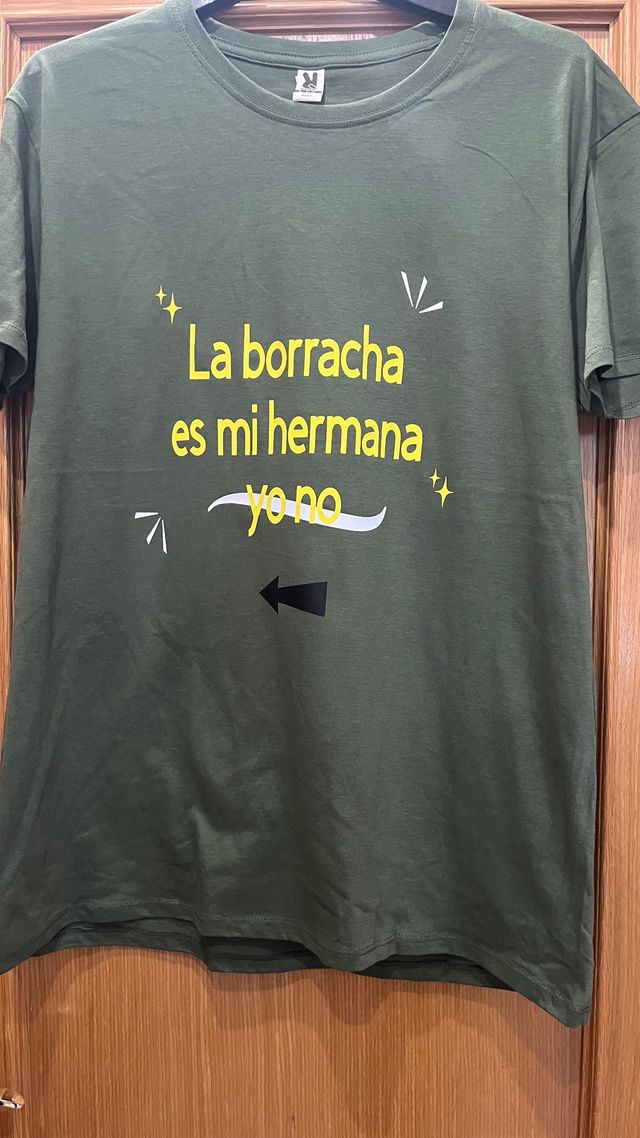 La borracha
es mi hermana
yo no